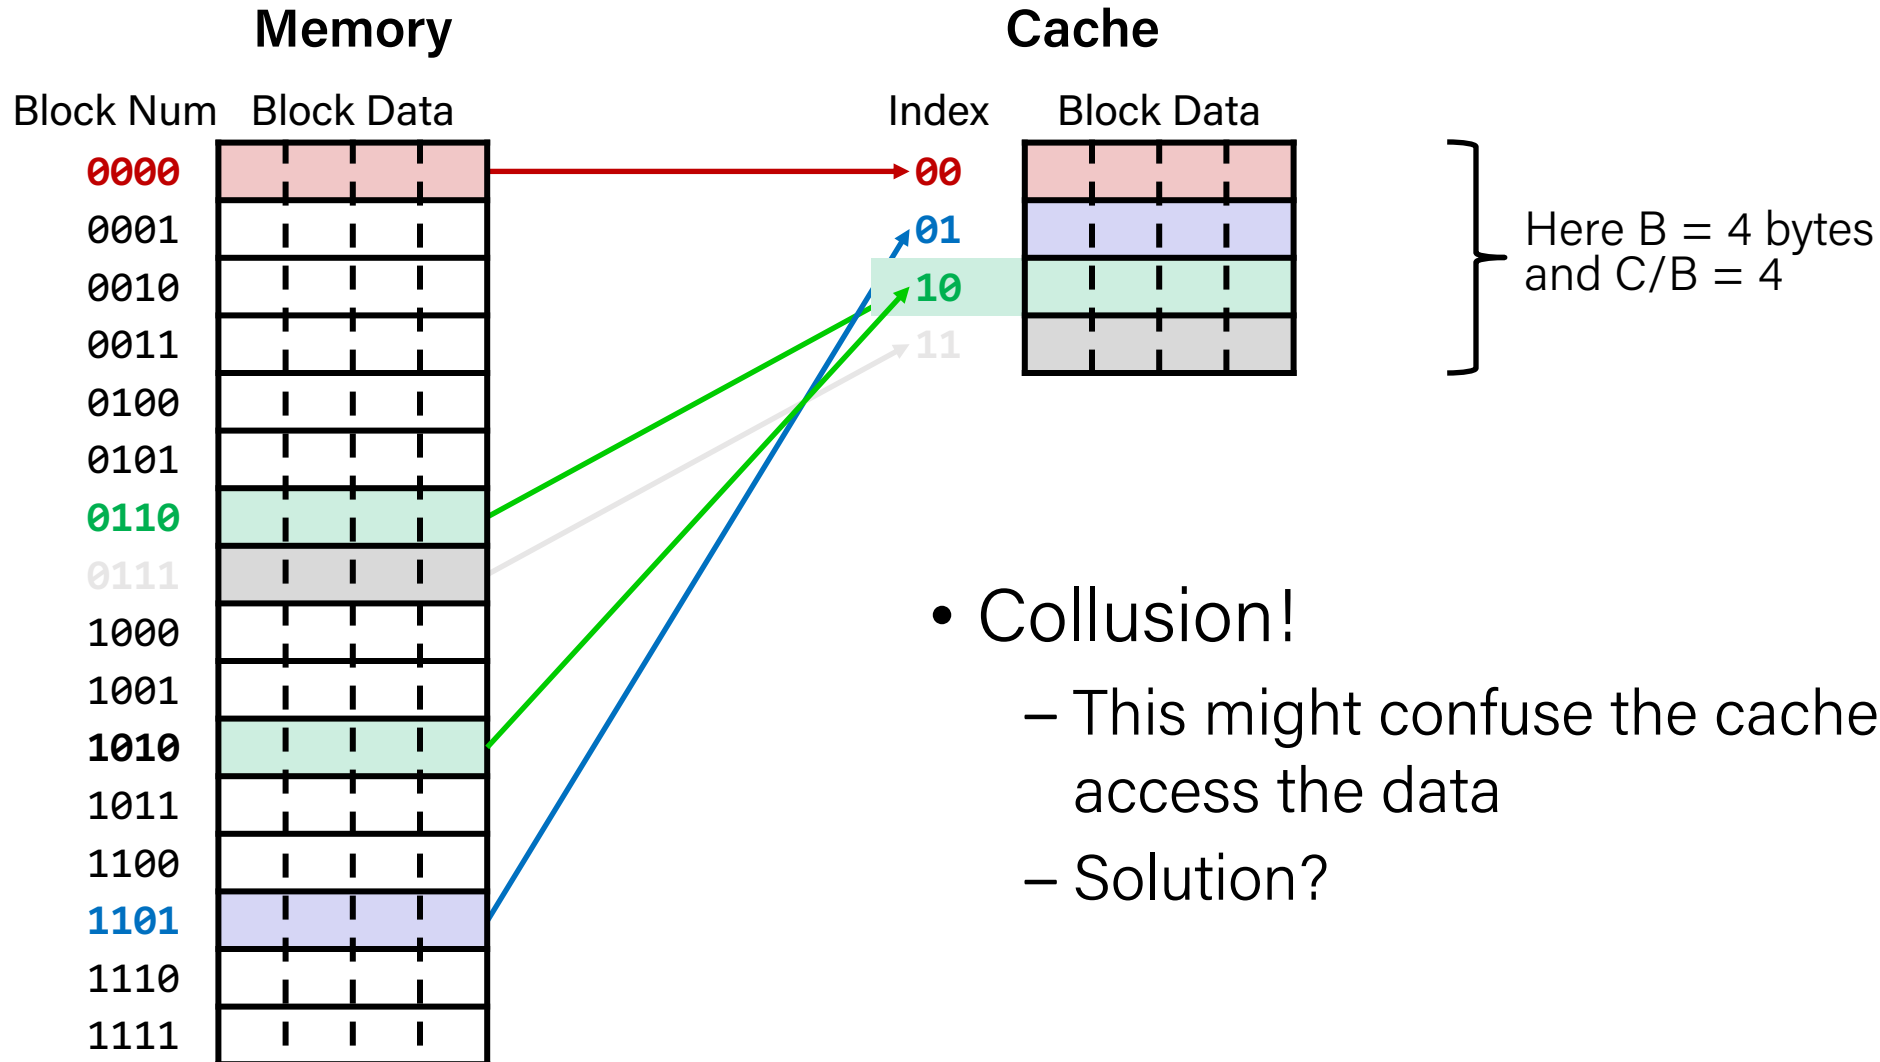 Memory
Cache
Block Num Block Data
Index Block Data
0000
0001
0010
0011
0100
0101
0110
0111
1000
1001
1010
1011
1100
1101
1110
1111
00
01
10
11
Here B = 4 bytes
and C/B = 4
• Collusion!
– This might confuse the cache
access the data
– Solution?